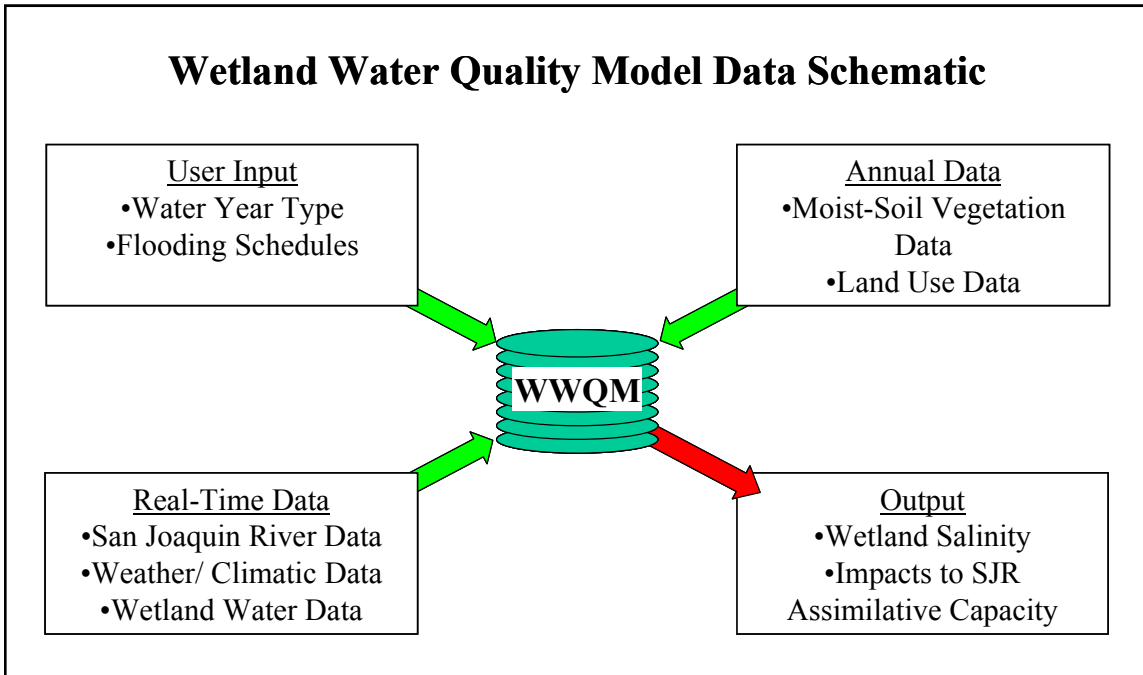 Wetland Water Quality Model Data Schematic
User Input
•Water Year Type
•Flooding Schedules
Annual Data
•Moist-Soil Vegetation
Data
•Land Use Data
WWQM
Real-Time Data
•San Joaquin River Data
•Weather/ Climatic Data
•Wetland Water Data
Output
•Wetland Salinity
•Impacts to SJR
Assimilative Capacity